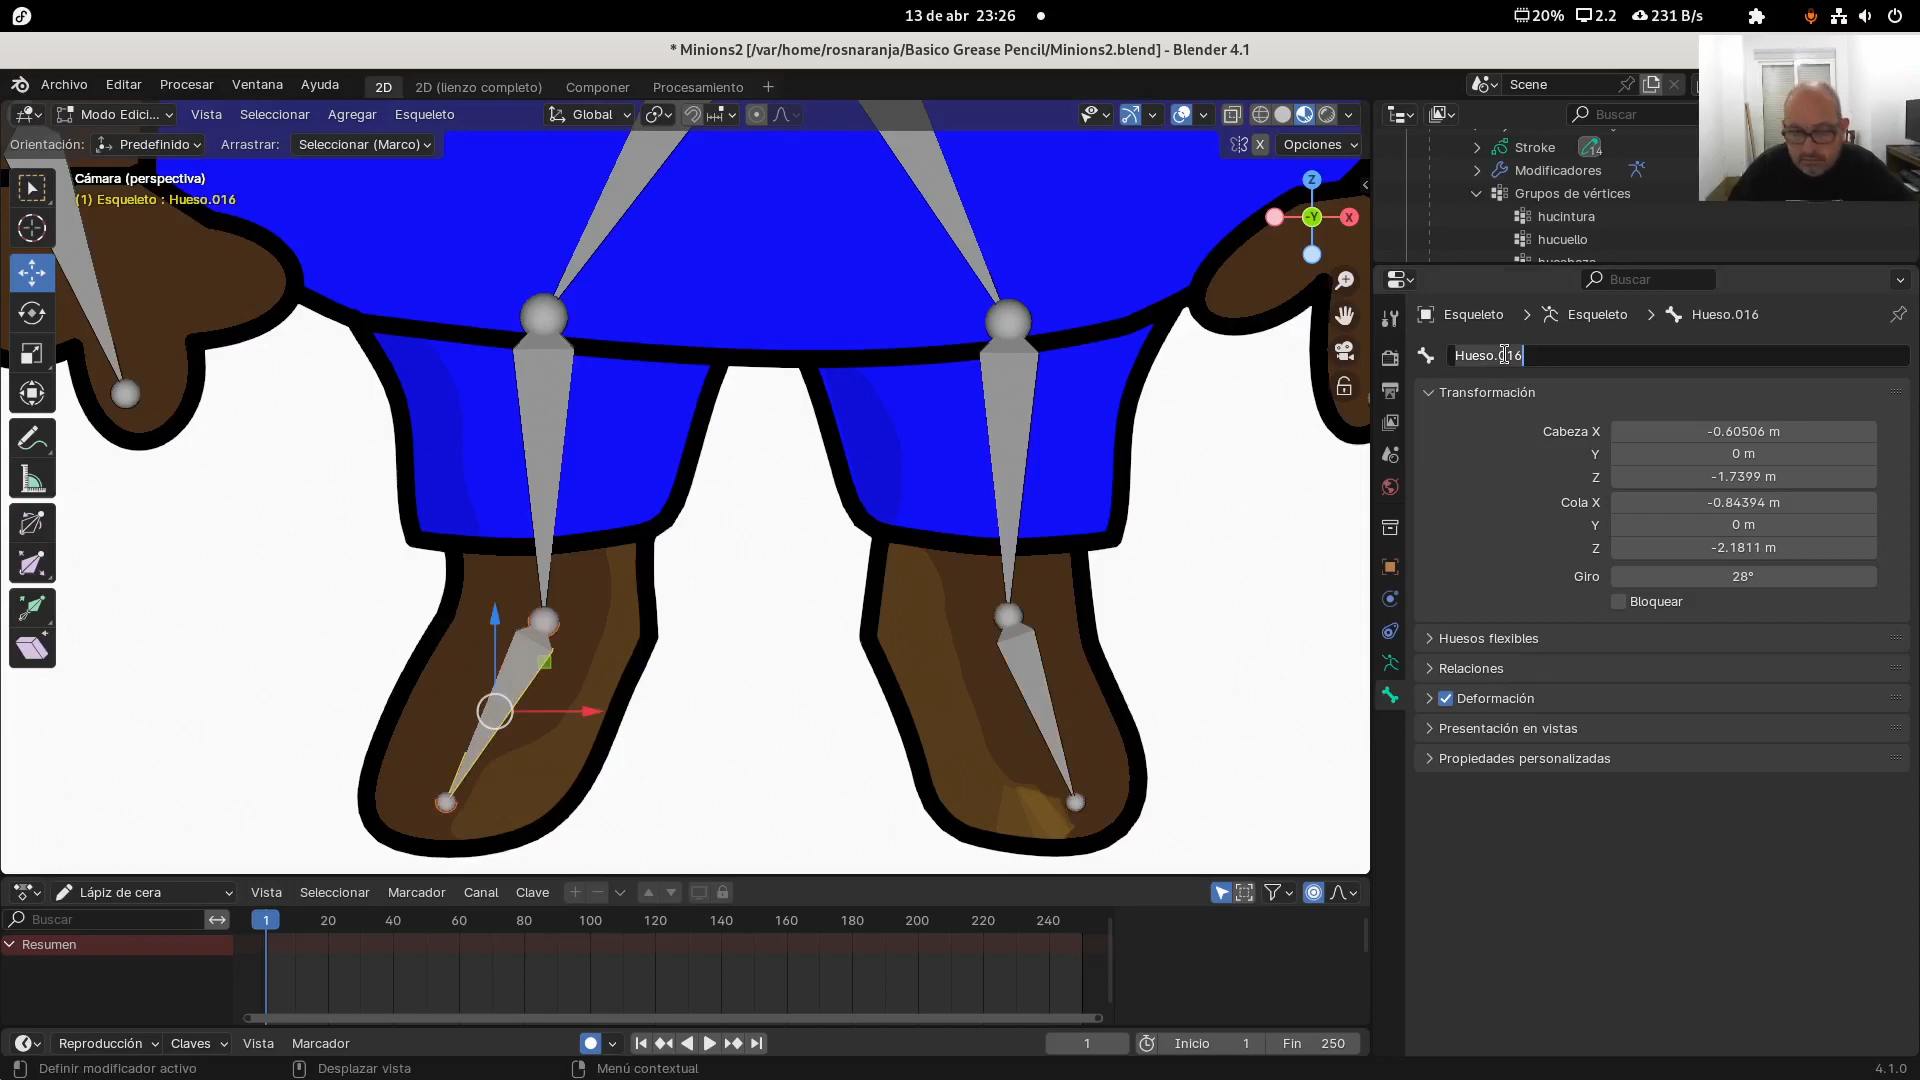 13 de abr 23:26
20%
2.2
231 B/s
* Minions2 [/var/home/rosnaranja/Basico Grease Pencil/Minions2.blend] - Blender 4.1
Archivo
Editar
Procesar
Ventana
Ayuda
2D
2D (lienzo completo)
Componer
Procesamiento
+
Scene
Modo Edici...
Vista
Seleccionar
Agregar
Esqueleto
Global
Buscar
Orientación:
Predefinido
Arrastrar:
Seleccionar (Marco)
X
Opciones
Cámara (perspectiva)
(1) Esqueleto : Hueso.016
Z
-Y
X
Stroke
14
Modificadores
Grupos de vértices
hucintura
hucuello
Buscar
Esqueleto
Esqueleto
Hueso.016
Hueso.016
Transformación
Cabeza X
-0.60506 m
Y
0 m
Z
-1.7399 m
Cola X
-0.84394 m
Y
0 m
Z
-2.1811 m
Giro
28°
Bloquear
Huesos flexibles
Relaciones
Deformación
Presentación en vistas
Propiedades personalizadas
Lápiz de cera
Vista
Seleccionar
Marcador
Canal
Clave
Buscar
1
20
40
60
80
100
120
140
160
180
200
220
240
Resumen
Reproducción
Claves
Vista
Marcador
1
Inicio
1
Fin
250
Definir modificador activo
Desplazar vista
Menú contextual
4.1.0